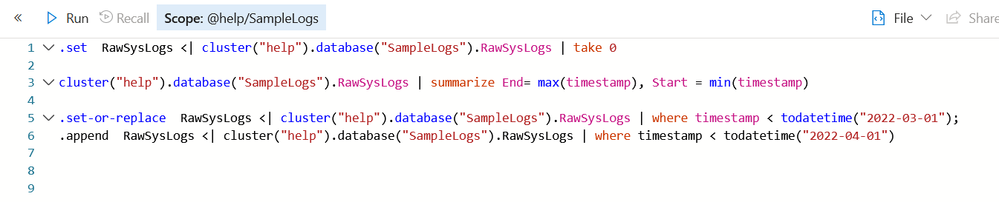 « Run Recall Scope: @help/SampleLogs File Share
1 .set  RawSysLogs <| cluster("help").database("SampleLogs").RawSysLogs | take 0
2
3 cluster("help").database("SampleLogs").RawSysLogs | summarize End= max(timestamp), Start = min(timestamp)
4
5 .set-or-replace  RawSysLogs <| cluster("help").database("SampleLogs").RawSysLogs | where timestamp < todatetime("2022-03-01");
6 .append  RawSysLogs <| cluster("help").database("SampleLogs").RawSysLogs | where timestamp < todatetime("2022-04-01")
7
8
9